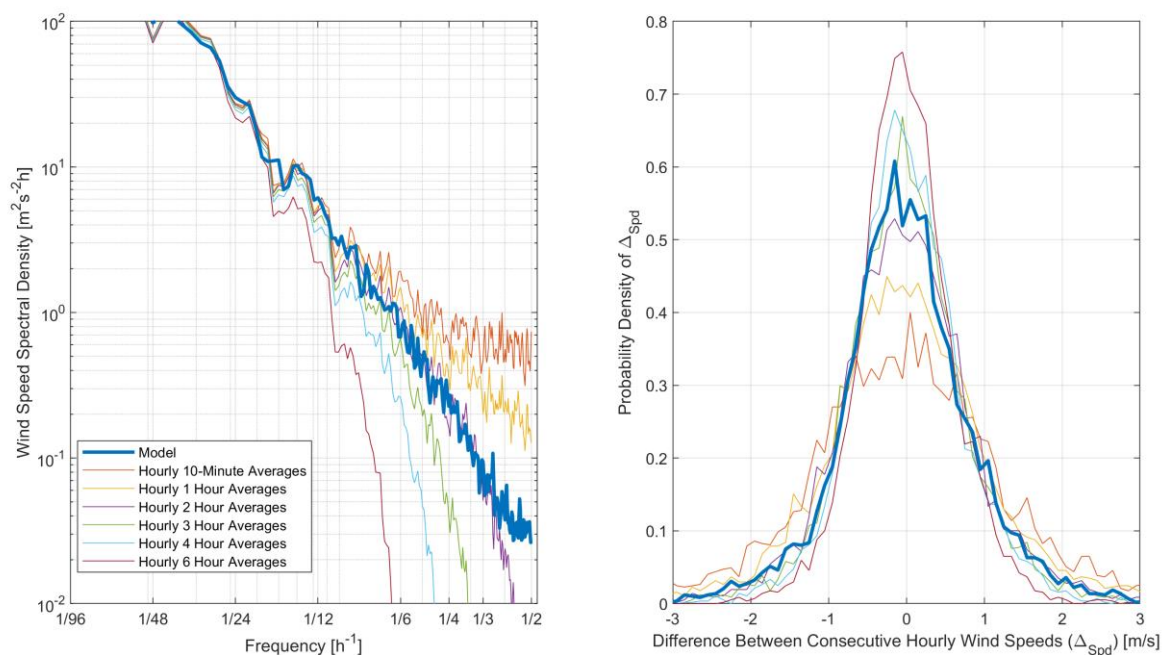 10^2
10^1
10^0
10^-1
10^-2
Wind Speed Spectral Density [m^2s^-2h]
Model
Hourly 10-Minute Averages
Hourly 1 Hour Averages
Hourly 2 Hour Averages
Hourly 3 Hour Averages
Hourly 4 Hour Averages
Hourly 6 Hour Averages
1/96 1/48 1/24 1/12 1/6 1/4 1/3 1/2
Frequency [h^-1]
0.8
0.7
0.6
0.5
0.4
0.3
0.2
0.1
0
Probability Density of Δ_Spd
-3 -2 -1 0 1 2 3
Difference Between Consecutive Hourly Wind Speeds (Δ_Spd) [m/s]